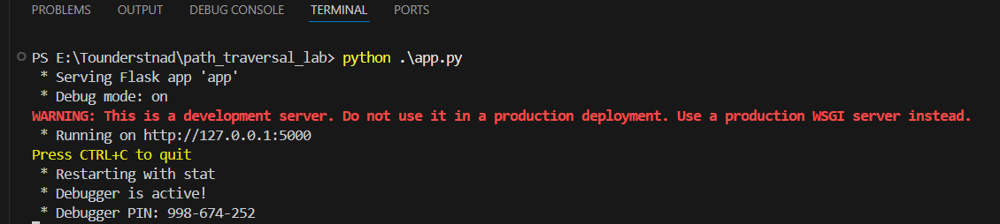 PROBLEMS OUTPUT DEBUG CONSOLE TERMINAL PORTS
PS E:\Tounderstnad\path_traversal_lab> python .\app.py
* Serving Flask app 'app'
* Debug mode: on
WARNING: This is a development server. Do not use it in a production deployment. Use a production WSGI server instead.
* Running on http://127.0.0.1:5000
Press CTRL+C to quit
* Restarting with stat
* Debugger is active!
* Debugger PIN: 998-674-252